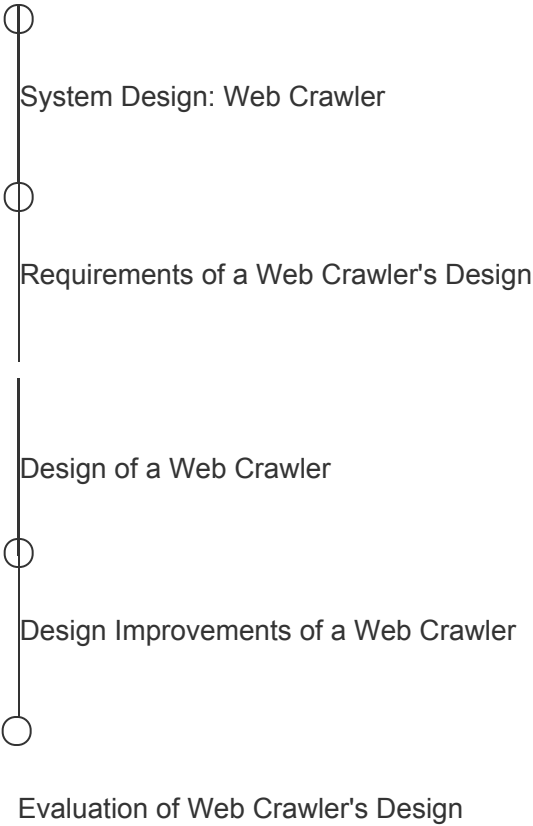 System Design: Web Crawler
Requirements of a Web Crawler's Design
Design of a Web Crawler
Design Improvements of a Web Crawler
Evaluation of Web Crawler's Design